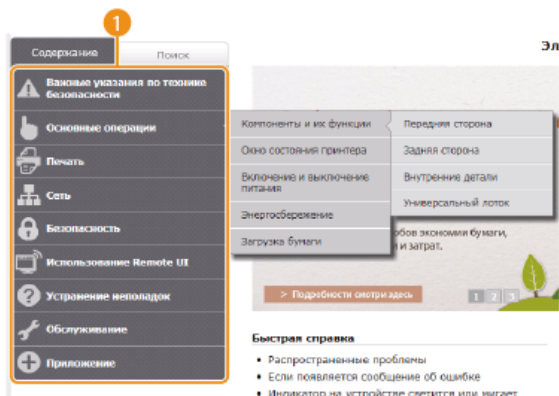 1
Содержание
Поиск
Эл
Важные указания по технике
безопасности
Основные операции
Печать
Сеть
Безопасность
Использование Remote UI
Устранение неполадок
Обслуживание
Приложение
Компоненты и их функции
Окно состояния принтера
Включение и выключение
питания
Энергосбережение
Загрузка бумаги
Передняя сторона
Задняя сторона
Внутренние детали
Универсальный лоток
обов экономии бумаги,
и затрат.
> Подробности смотри здесь
1 2 3
Быстрая справка
• Распространенные проблемы
• Если появляется сообщение об ошибке
• Индикатор на устройстве светится или мигает